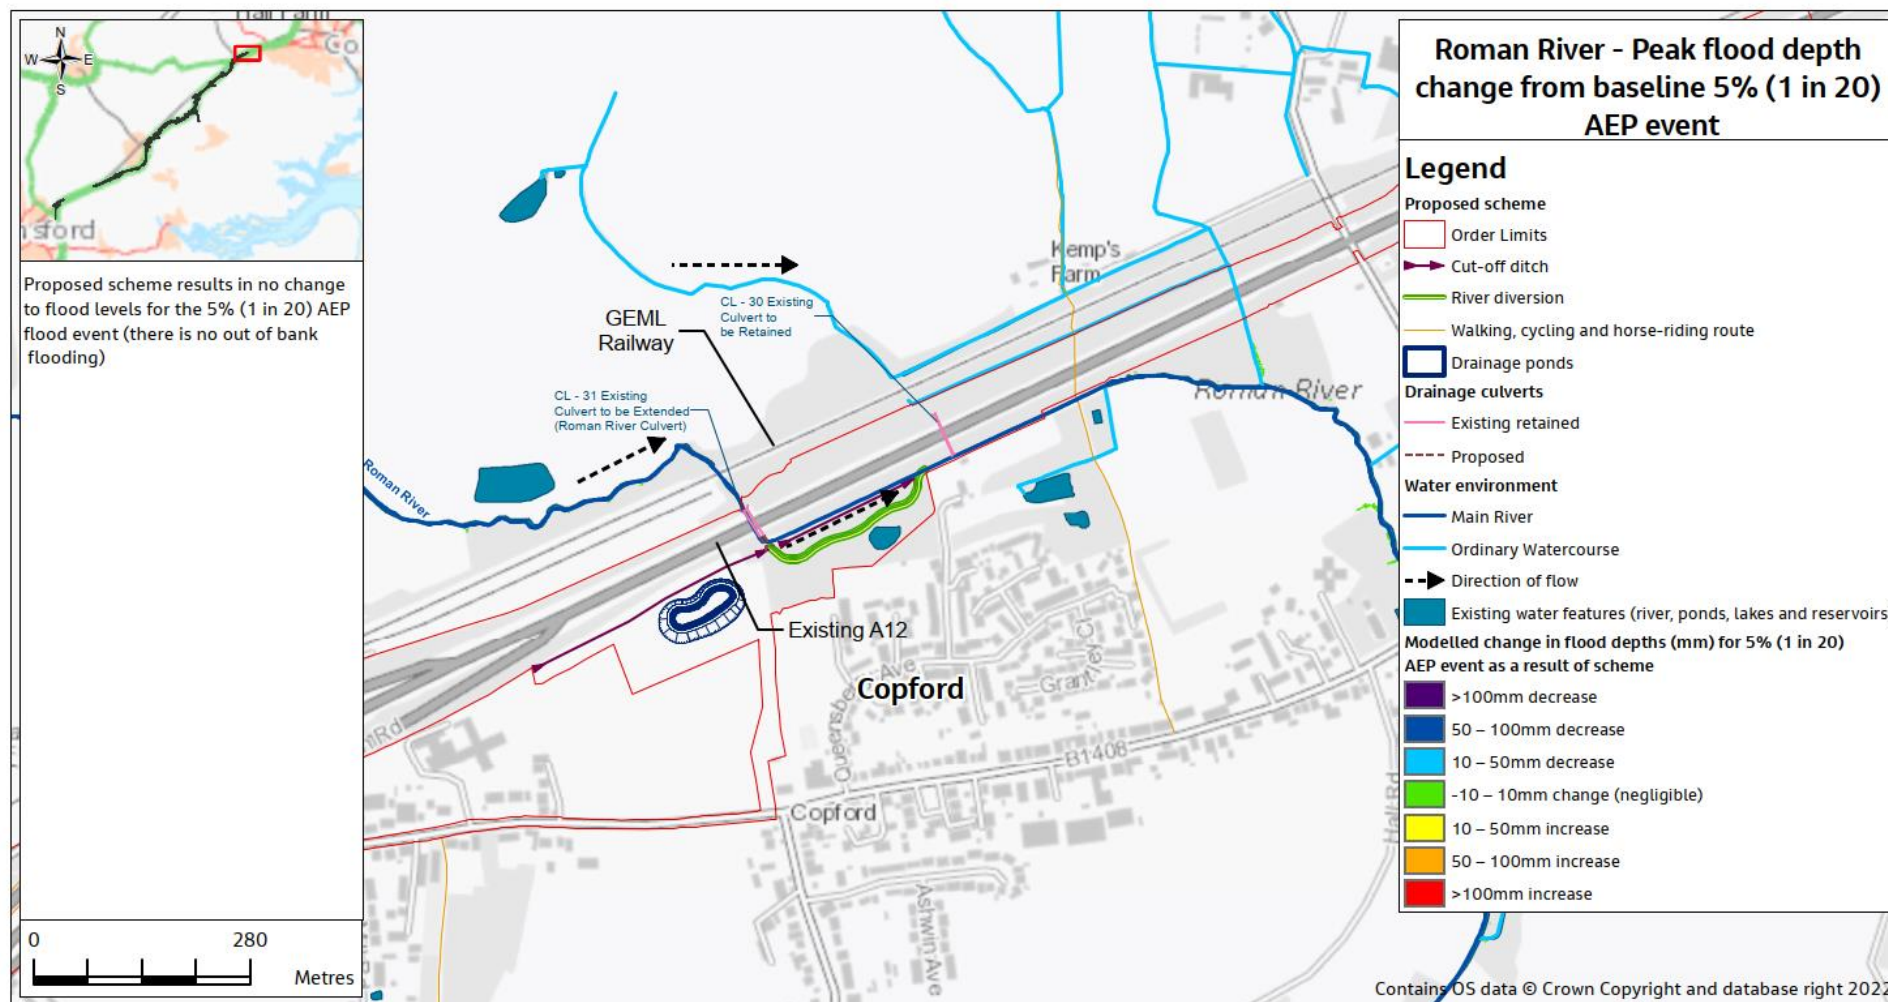 Roman River - Peak flood depth
change from baseline 5% (1 in 20)
AEP event
N
W E
S
Proposed scheme results in no change
to flood levels for the 5% (1 in 20) AEP
flood event (there is no out of bank
flooding)
0 280
Metres
Kemp's
Farm
CL - 30 Existing
Culvert to
be Retained
GEML
Railway
CL - 31 Existing
Culvert to be Extended
(Roman River Culvert)
Roman River
Roman River
Existing A12
Copford
Grantley Cl
B1408
Copford
Hall Rd
Ashwin Ave
Legend
Proposed scheme
Order Limits
Cut-off ditch
River diversion
Walking, cycling and horse-riding route
Drainage ponds
Drainage culverts
Existing retained
Proposed
Water environment
Main River
Ordinary Watercourse
Direction of flow
Existing water features (river, ponds, lakes and reservoirs
Modelled change in flood depths (mm) for 5% (1 in 20)
AEP event as a result of scheme
>100mm decrease
50 – 100mm decrease
10 – 50mm decrease
-10 – 10mm change (negligible)
10 – 50mm increase
50 – 100mm increase
>100mm increase
Contains OS data © Crown Copyright and database right 2022